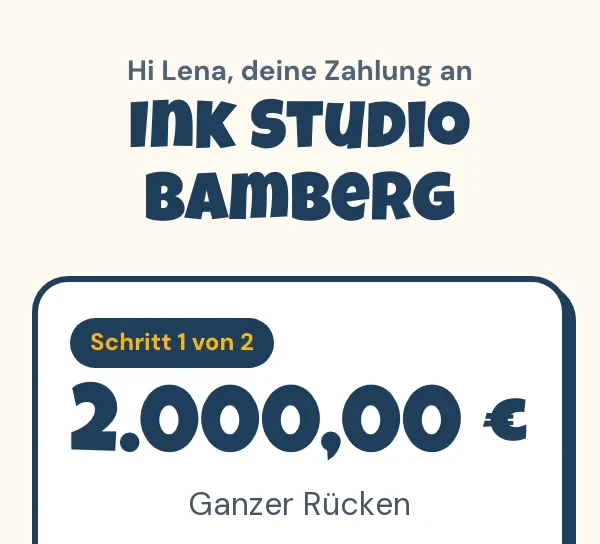 Hi Lena, deine Zahlung an
Ink Studio
Bamberg
Schritt 1 von 2
2.000,00 €
Ganzer Rücken